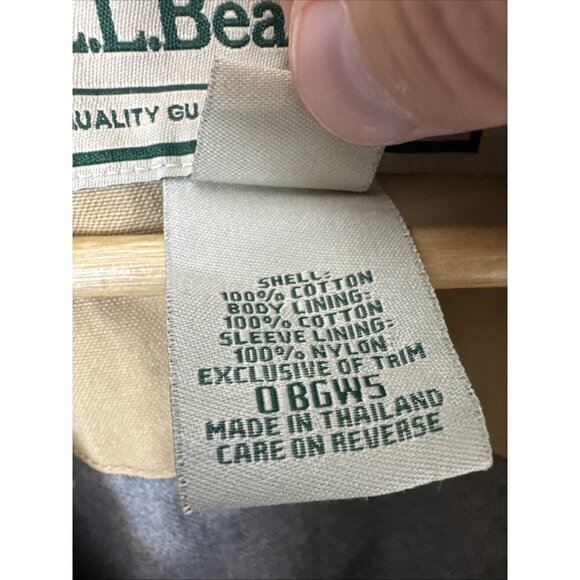 L.L.Bea
QUALITY GU
SHELL:
100% COTTON
BODY LINING:
100% COTTON
SLEEVE LINING:
100% NYLON
EXCLUSIVE OF TRIM
0 BGW5
MADE IN THAILAND
CARE ON REVERSE